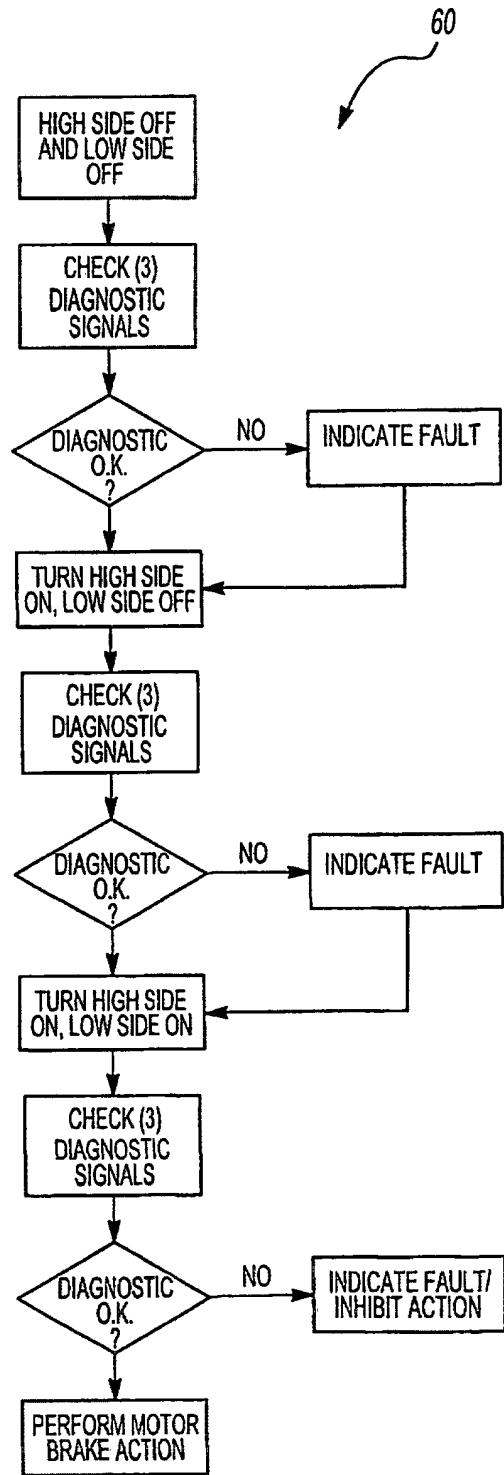 60
HIGH SIDE OFF
AND LOW SIDE
OFF
CHECK (3)
DIAGNOSTIC
SIGNALS
DIAGNOSTIC
O.K.
?
NO
INDICATE FAULT
TURN HIGH SIDE
ON, LOW SIDE OFF
CHECK (3)
DIAGNOSTIC
SIGNALS
DIAGNOSTIC
O.K.
?
NO
INDICATE FAULT
TURN HIGH SIDE
ON, LOW SIDE ON
CHECK (3)
DIAGNOSTIC
SIGNALS
DIAGNOSTIC
O.K.
?
NO
INDICATE FAULT/
INHIBIT ACTION
PERFORM MOTOR
BRAKE ACTION